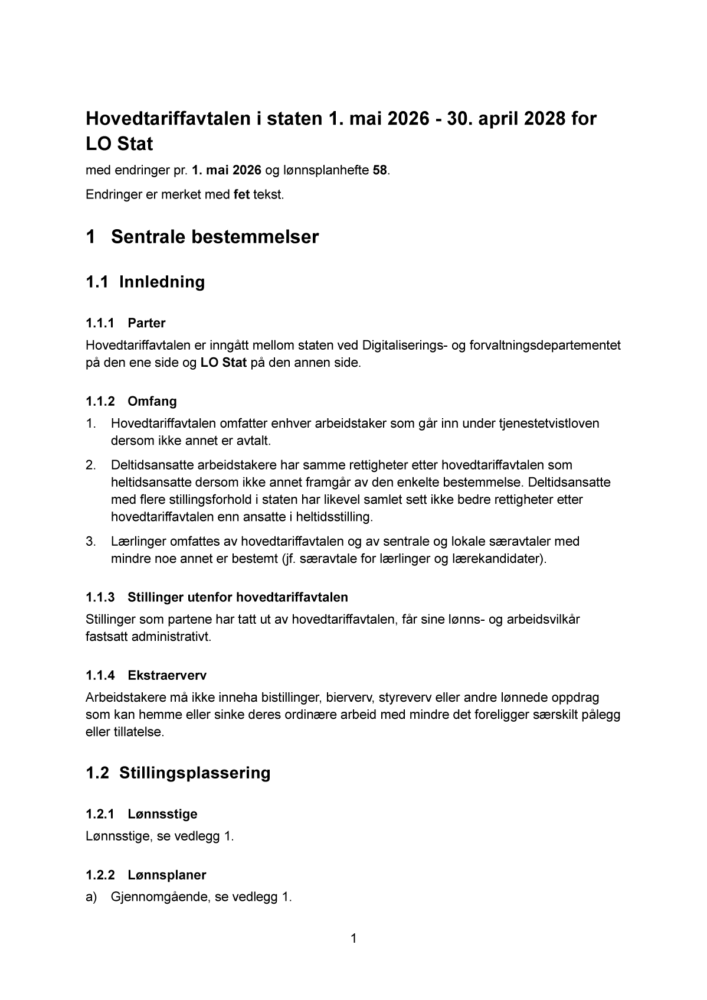 Hovedtariffavtalen i staten 1. mai 2026 - 30. april 2028 for
LO Stat
med endringer pr. 1. mai 2026 og lønnsplanhefte 58.
Endringer er merket med fet tekst.
1 Sentrale bestemmelser
1.1 Innledning
1.1.1 Parter
Hovedtariffavtalen er inngått mellom staten ved Digitaliserings- og forvaltningsdepartementet
på den ene side og LO Stat på den annen side.
1.1.2 Omfang
1. Hovedtariffavtalen omfatter enhver arbeidstaker som går inn under tjenestetvistloven
dersom ikke annet er avtalt.
2. Deltidsansatte arbeidstakere har samme rettigheter etter hovedtariffavtalen som
heltidsansatte dersom ikke annet framgår av den enkelte bestemmelse. Deltidsansatte
med flere stillingsforhold i staten har likevel samlet sett ikke bedre rettigheter etter
hovedtariffavtalen enn ansatte i heltidsstilling.
3. Lærlinger omfattes av hovedtariffavtalen og av sentrale og lokale særavtaler med
mindre noe annet er bestemt (jf. særavtale for lærlinger og lærekandidater).
1.1.3 Stillinger utenfor hovedtariffavtalen
Stillinger som partene har tatt ut av hovedtariffavtalen, får sine lønns- og arbeidsvilkår
fastsatt administrativt.
1.1.4 Ekstraerverv
Arbeidstakere må ikke inneha bistillinger, bierverv, styreverv eller andre lønnede oppdrag
som kan hemme eller sinke deres ordinære arbeid med mindre det foreligger særskilt pålegg
eller tillatelse.
1.2 Stillingsplassering
1.2.1 Lønnsstige
Lønnsstige, se vedlegg 1.
1.2.2 Lønnsplaner
a) Gjennomgående, se vedlegg 1.
1